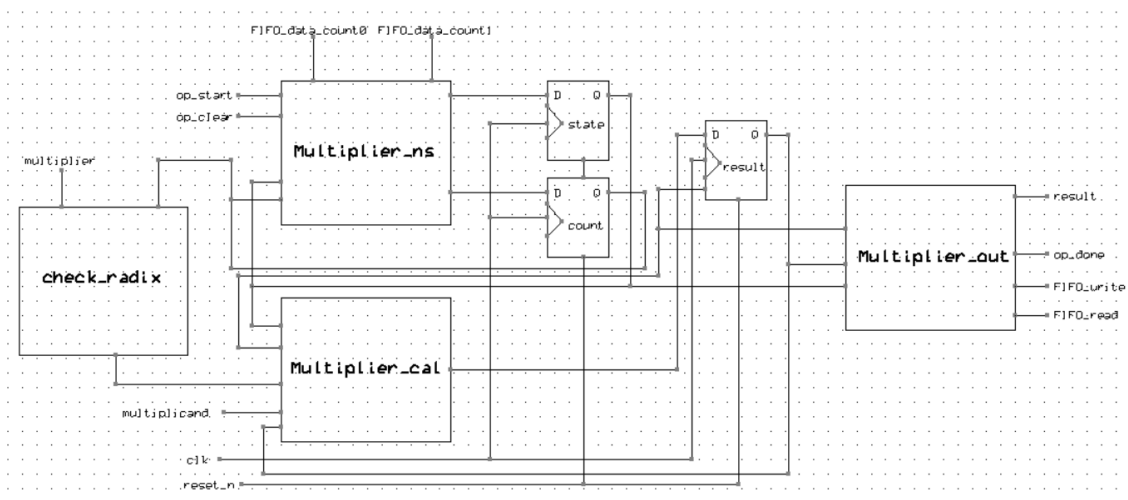 FIFO_data_count0 FIFO_data_count1
op_start
op_clear
multiplier
Multiplier_ns
D Q
state
D Q
count
D Q
result
check_radix
Multiplier_cal
multiplicand
clk
reset_n
Multiplier_out
result
op_done
FIFO_write
FIFO_read